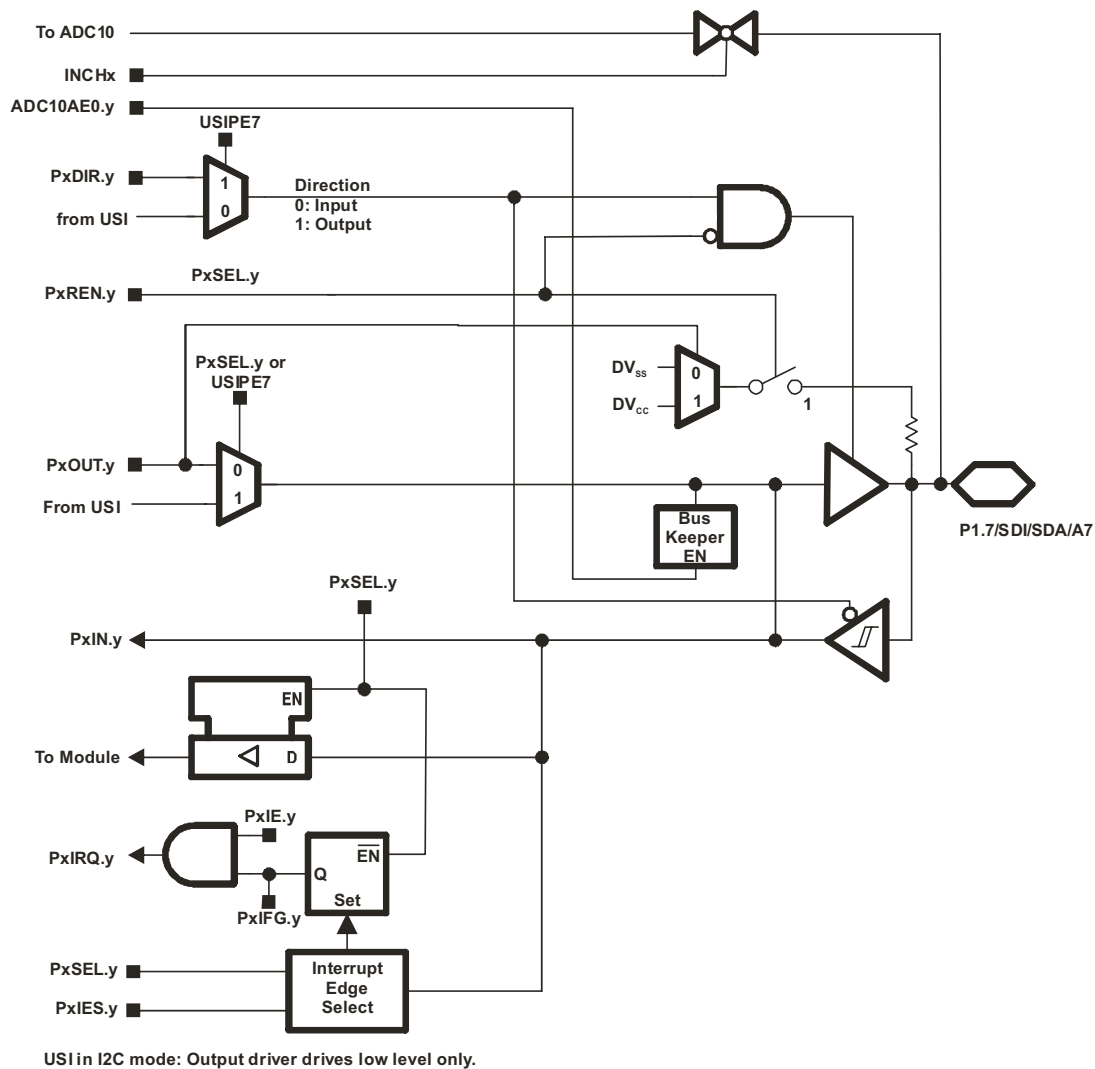 To ADC10
INCHx
ADC10AE0.y
USIPE7
PxDIR.y
1
from USI
0
Direction
0: Input
1: Output
PxSEL.y
PxREN.y
PxSEL.y or
USIPE7
DVSS
0
DVCC
1
1
PxOUT.y
0
From USI
1
Bus
Keeper
EN
P1.7/SDI/SDA/A7
PxSEL.y
PxIN.y
EN
To Module
D
PxIE.y
PxIRQ.y
EN
Q
Set
PxIFG.y
PxSEL.y
PxIES.y
Interrupt
Edge
Select
USI in I2C mode: Output driver drives low level only.